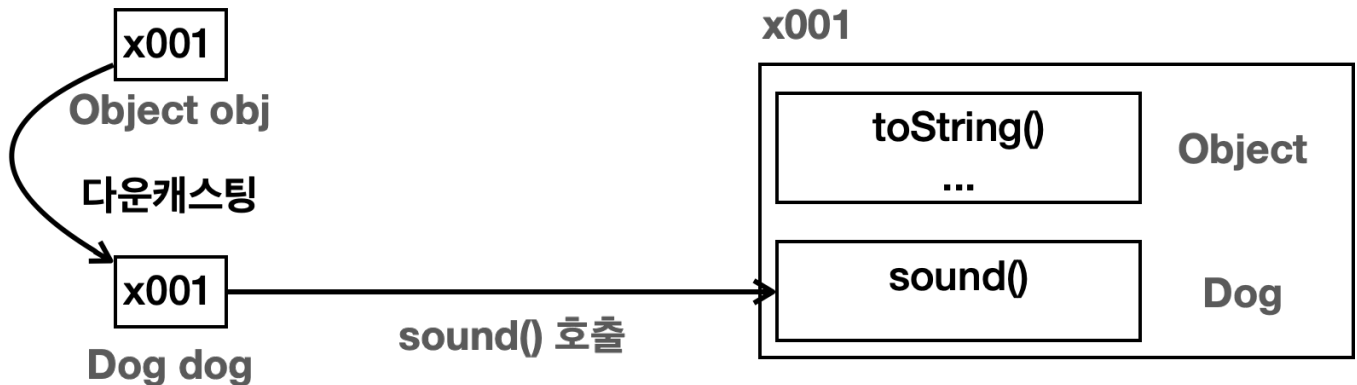 x001
Object obj
다운캐스팅
x001
Dog dog
sound() 호출
x001
toString()
...
Object
sound()
Dog